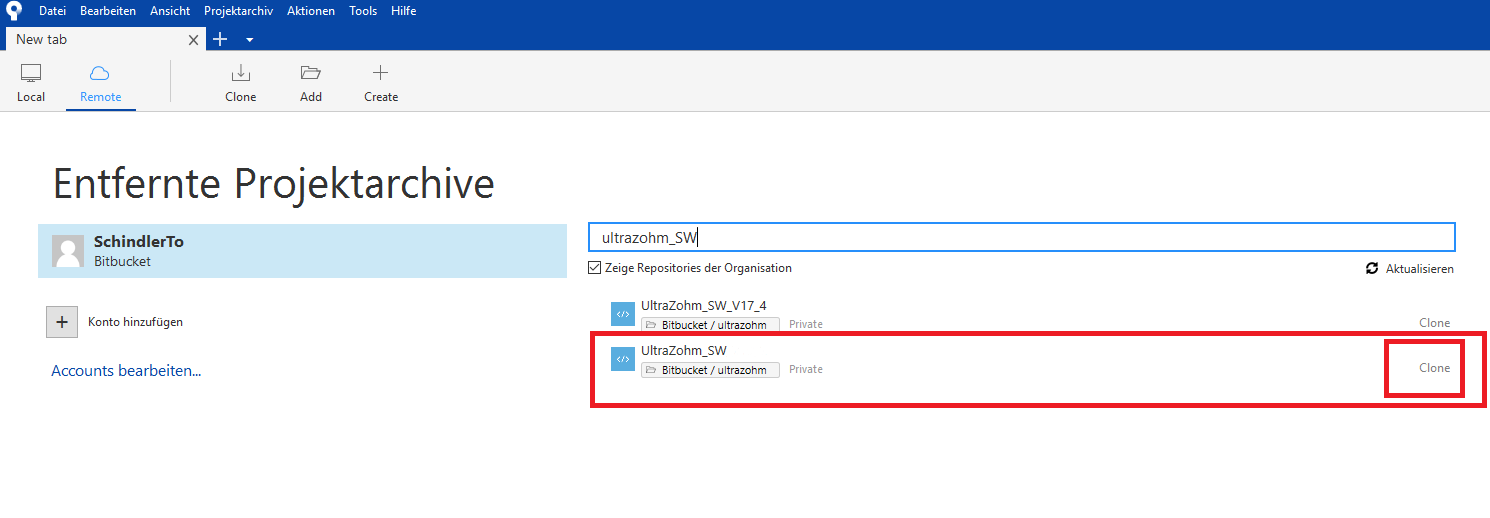 Datei Bearbeiten Ansicht Projektarchiv Aktionen Tools Hilfe
New tab
Local Remote Clone Add Create
Entfernte Projektarchive
SchindlerTo
Bitbucket
Konto hinzufügen
Accounts bearbeiten...
ultrazohm_SW
Zeige Repositories der Organisation Aktualisieren
UltraZohm_SW_V17_4
Bitbucket / ultrazohm Private Clone
UltraZohm_SW
Bitbucket / ultrazohm Private Clone